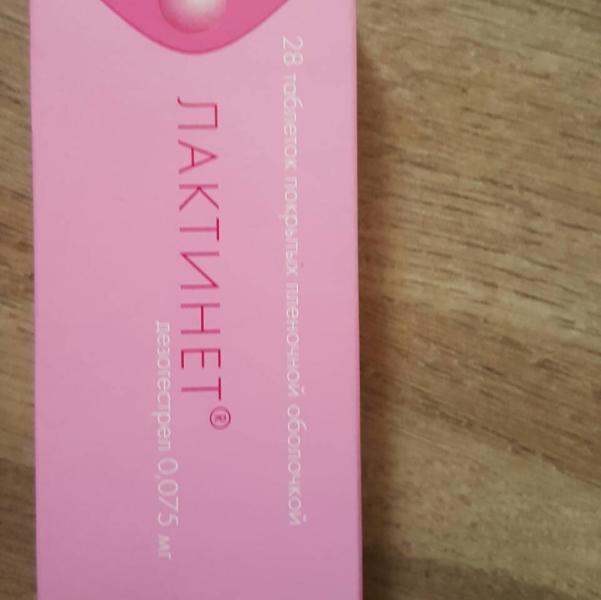 28 таблеток покрытых пленочной оболочкой
ЛАКТИНЕТ®
дезогестрел 0,075 мг